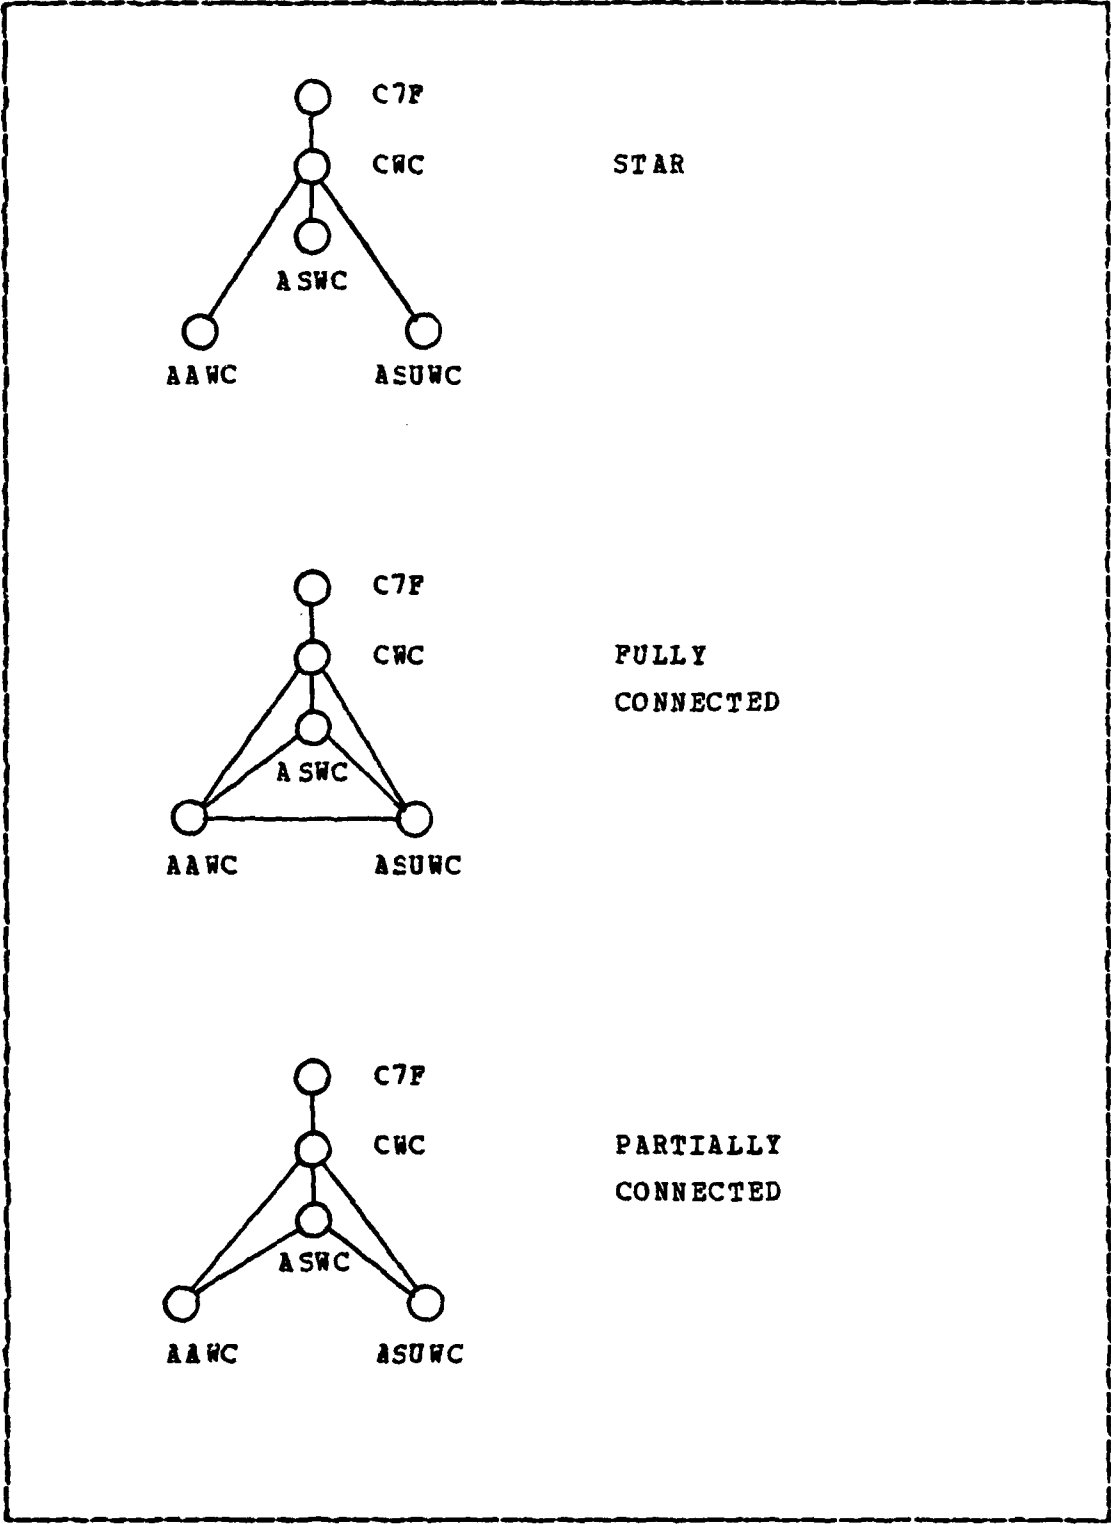 C7F
CWC STAR
ASWC
AAWC ASUWC
C7F
CWC FULLY
CONNECTED
ASWC
AAWC ASUWC
C7F
CWC PARTIALLY
CONNECTED
ASWC
AAWC ASUWC